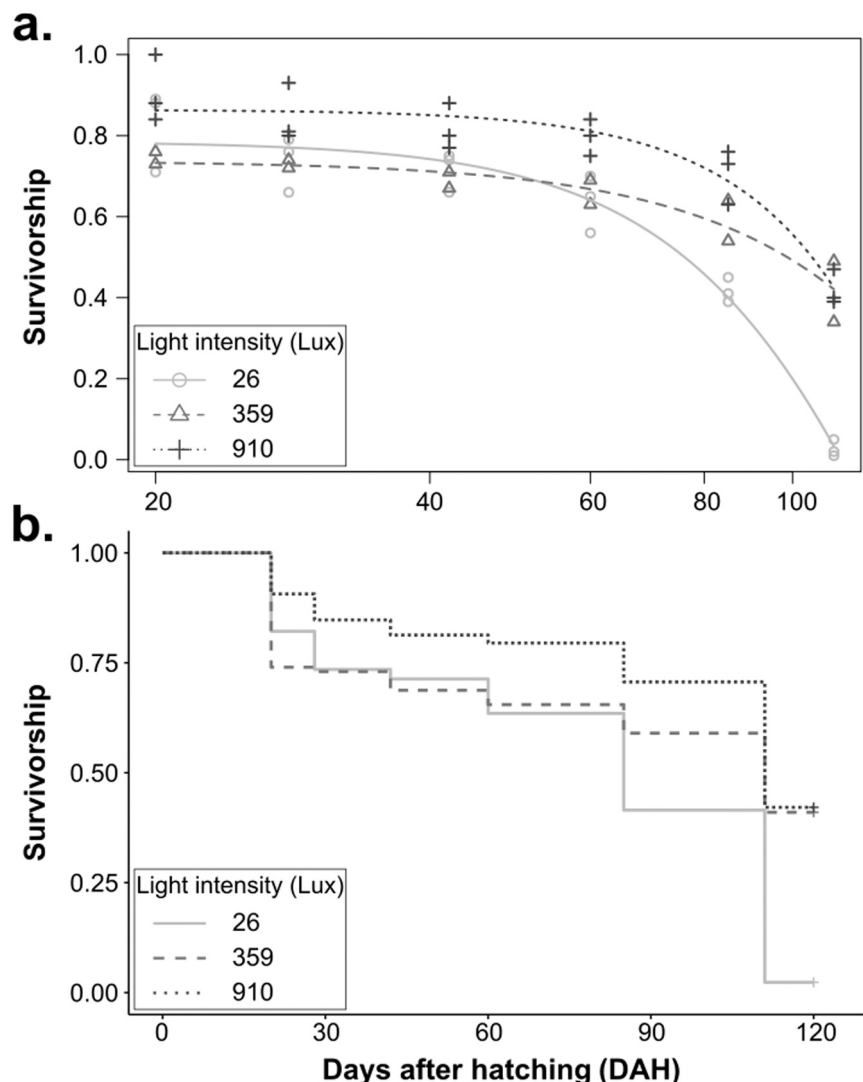 a.
1.0
0.8
0.6
0.4
0.2
0.0
Survivorship
Light intensity (Lux)
26
359
910
20 40 60 80 100
b.
1.00
0.75
0.50
0.25
0.00
Survivorship
Light intensity (Lux)
26
359
910
0 30 60 90 120
Days after hatching (DAH)